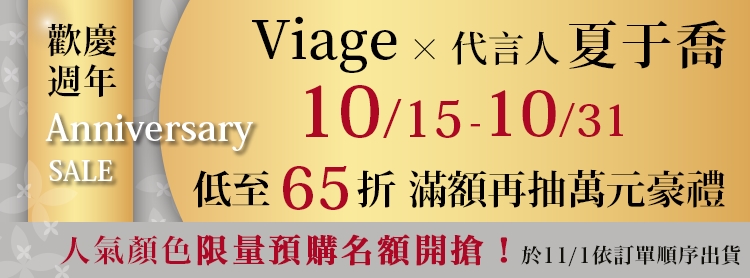 歡慶
週年
Anniversary
SALE
Viage × 代言人 夏于喬
10/15-10/31
低至 65折 滿額再抽萬元豪禮
人氣顏色限量預購名額開搶！於11/1依訂單順序出貨